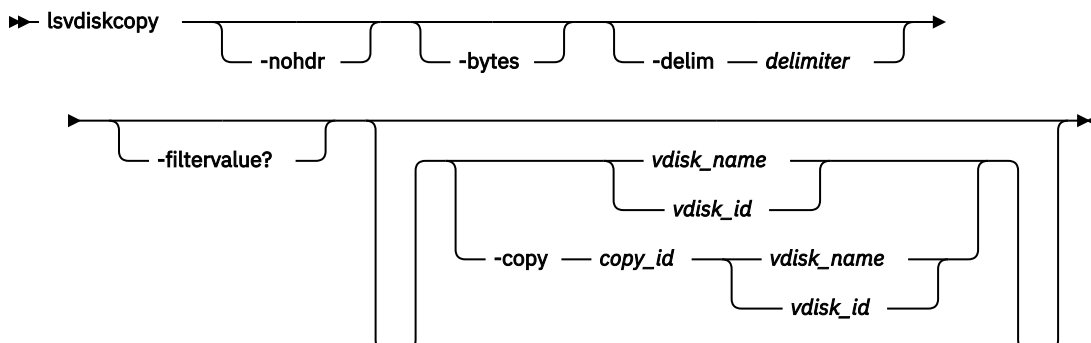 lsvdiskcopy
-nohdr -bytes -delim delimiter
-filtervalue? vdisk_name
vdisk_id
-copy copy_id vdisk_name
vdisk_id